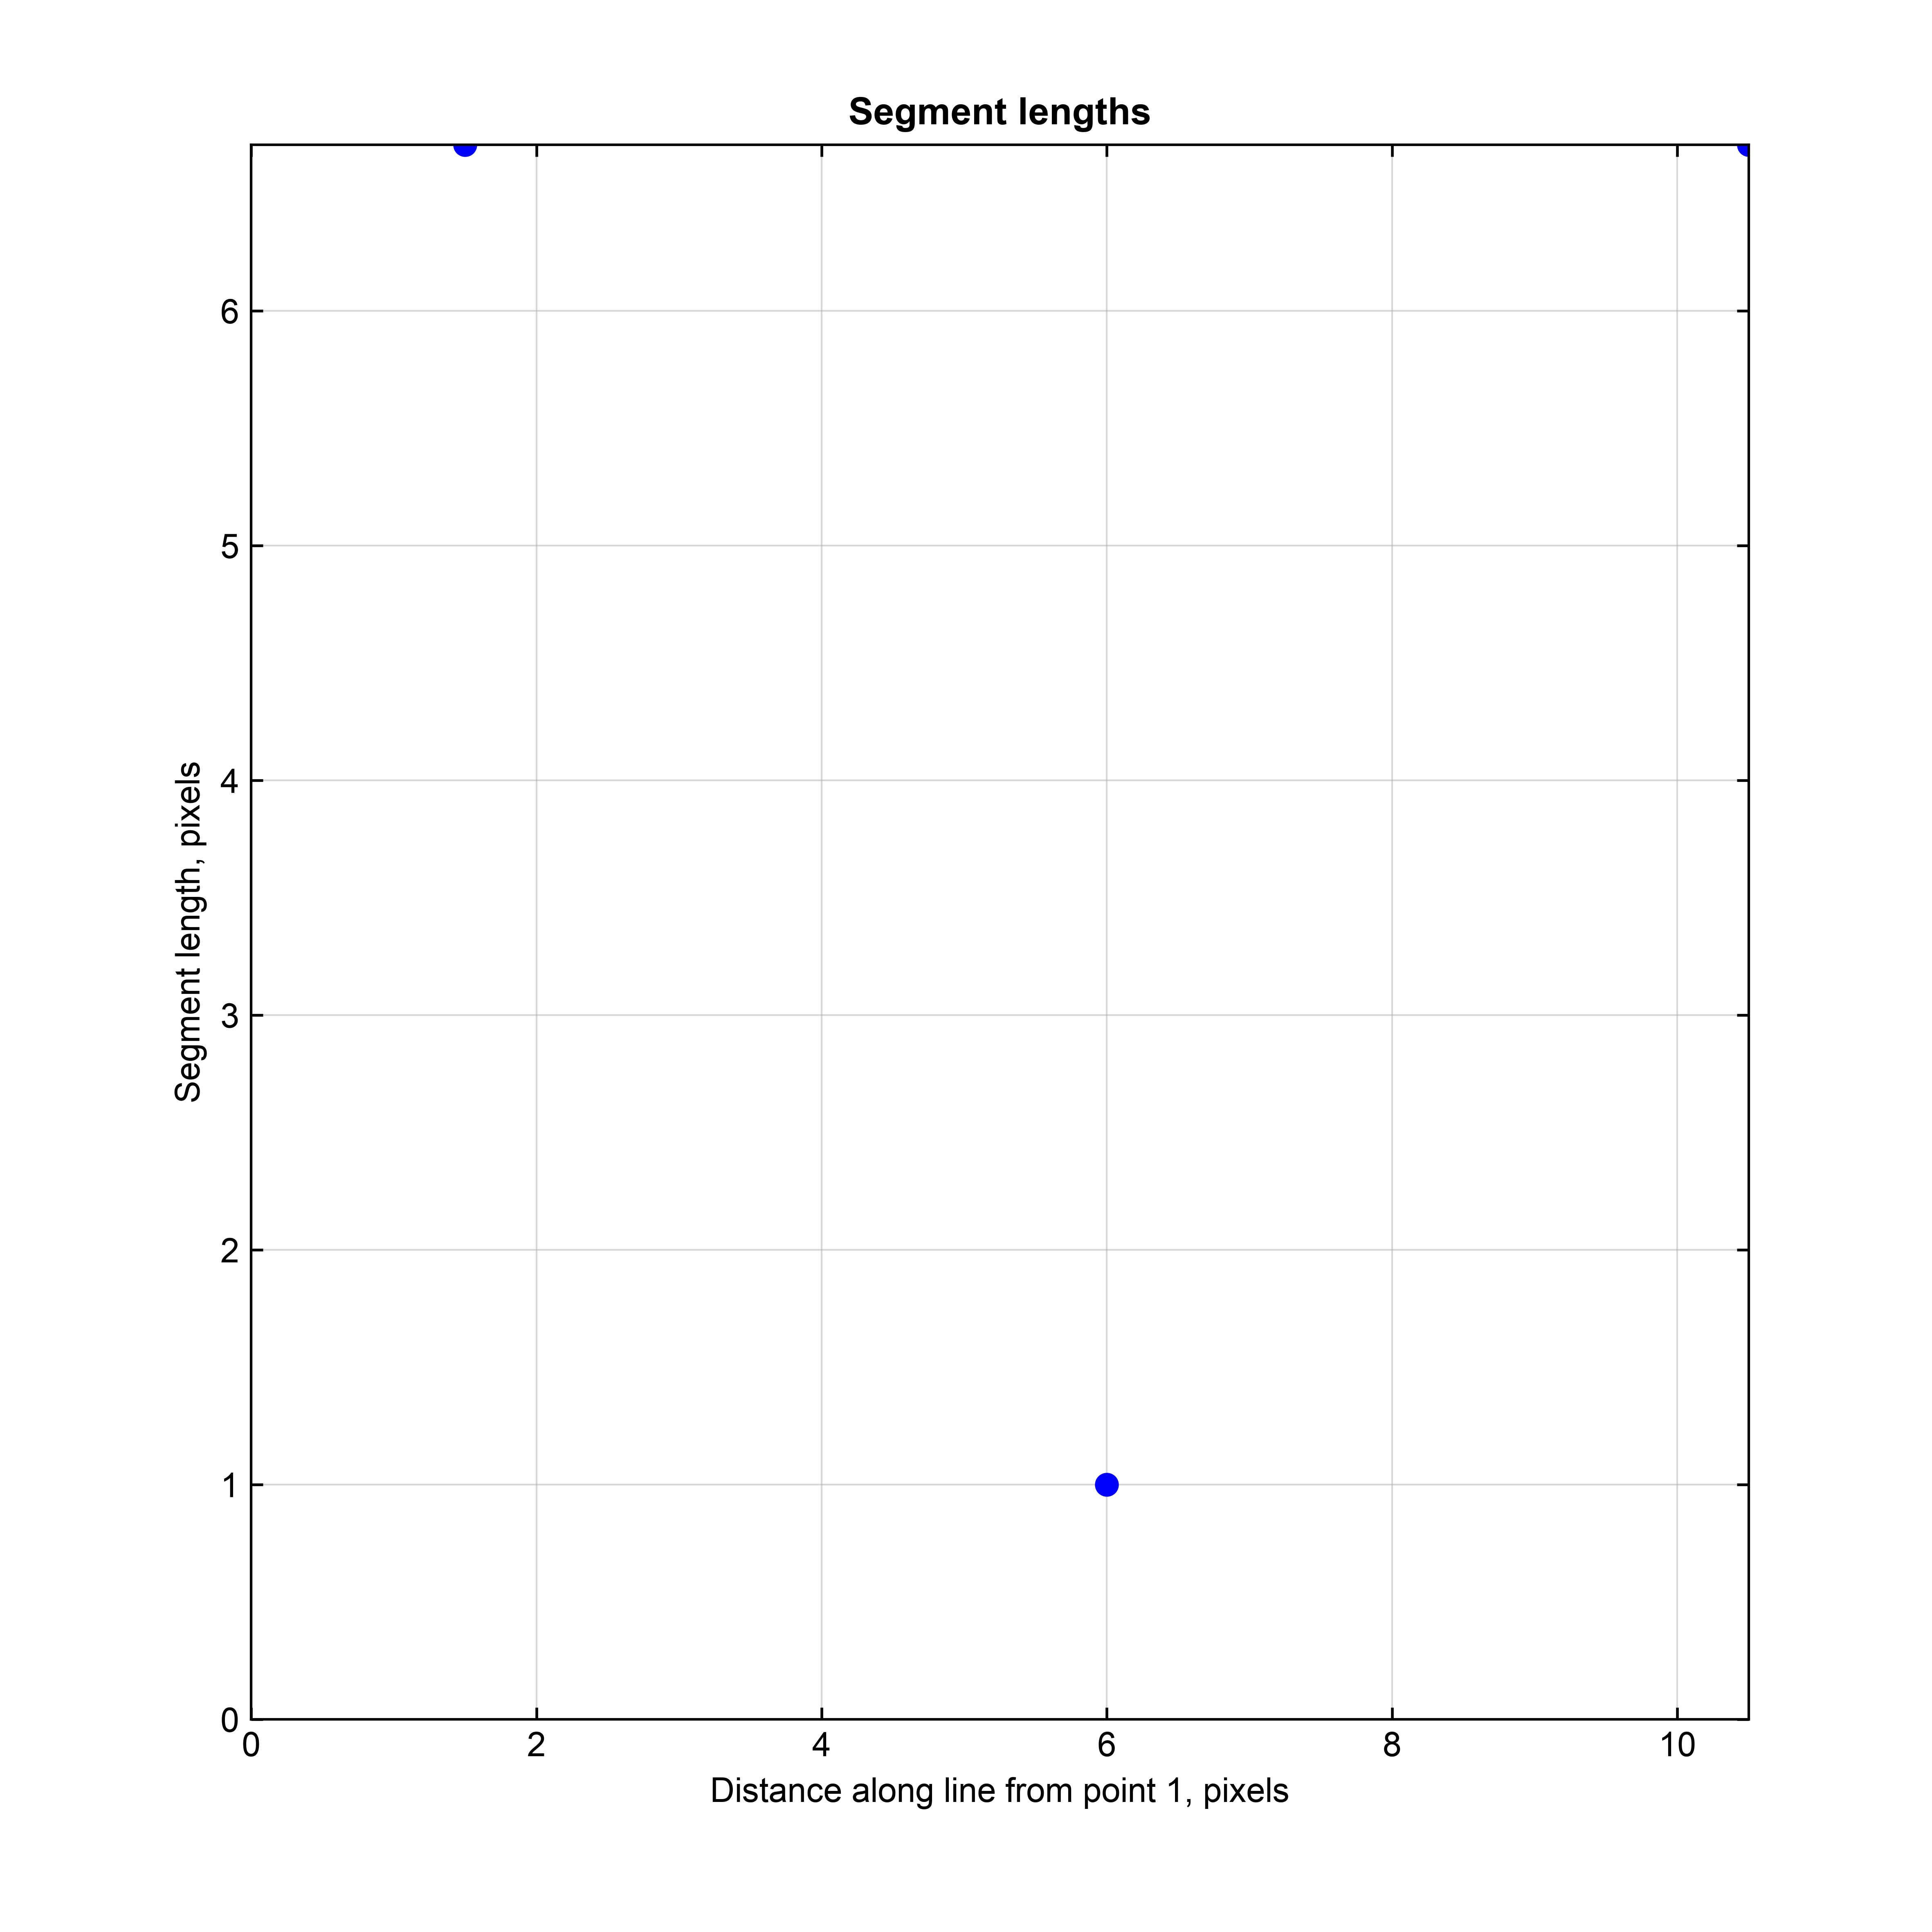 Segment lengths
6
5
4
3
2
1
0
Segment length, pixels
0 2 4 6 8 10
Distance along line from point 1, pixels